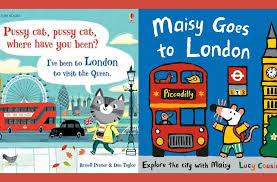 Pussy cat, pussy cat,
where have you been?
I've been to London
to visit the Queen.
Russell Punter & Dan Taylor
Maisy Goes
to London
Piccadilly
Explore the city with Maisy
Lucy Cousins